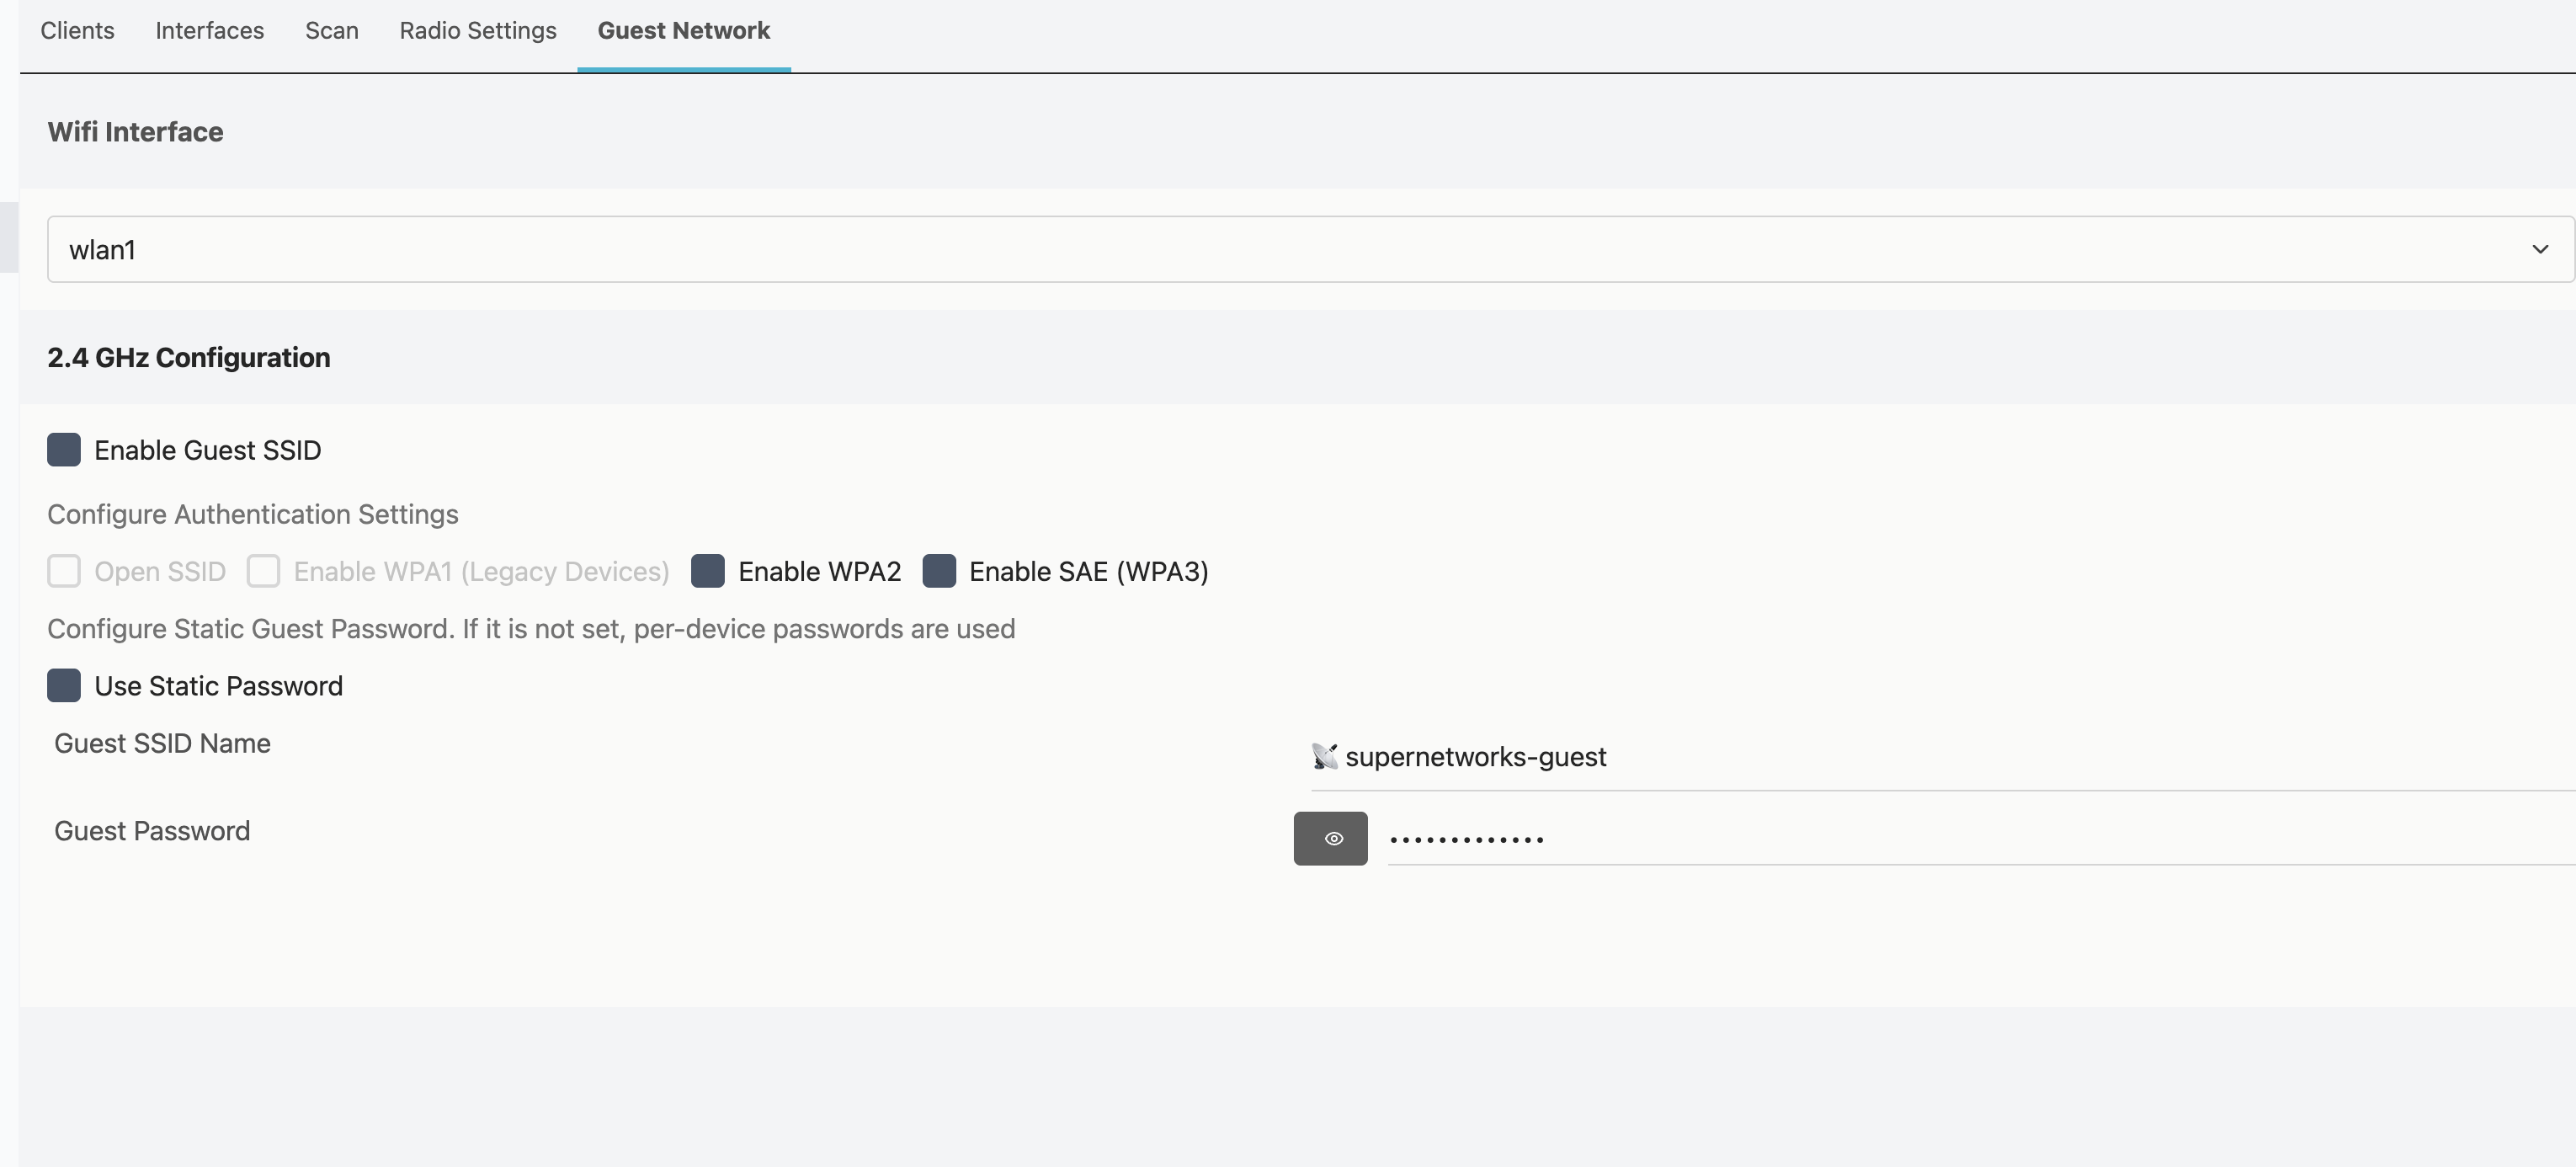 Clients Interfaces Scan Radio Settings Guest Network
Wifi Interface
wlan1
2.4 GHz Configuration
Enable Guest SSID
Configure Authentication Settings
Open SSID Enable WPA1 (Legacy Devices) Enable WPA2 Enable SAE (WPA3)
Configure Static Guest Password. If it is not set, per-device passwords are used
Use Static Password
Guest SSID Name 📡 supernetworks-guest
Guest Password •••••••••••••